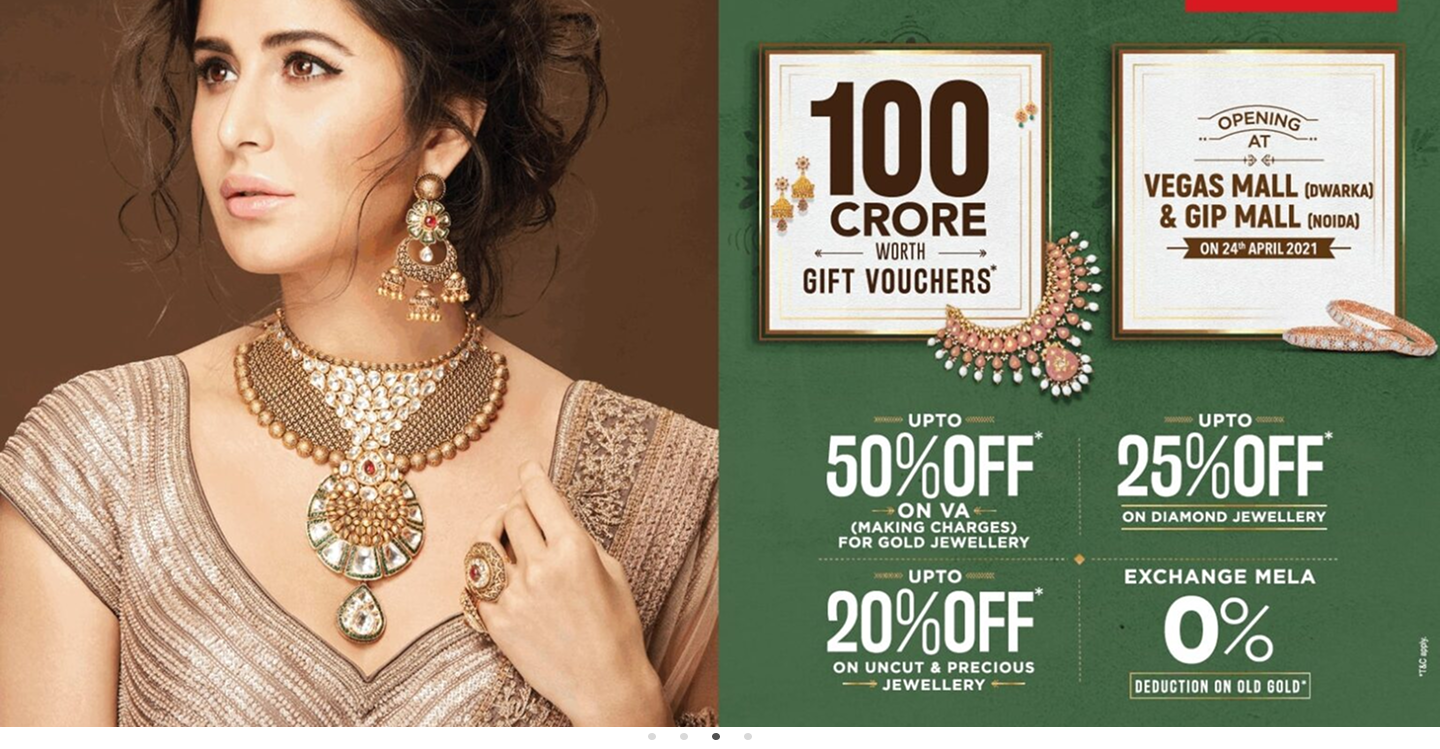 100
CRORE
WORTH
GIFT VOUCHERS*
OPENING
AT
VEGAS MALL (DWARKA)
& GIP MALL (NOIDA)
ON 24th APRIL 2021
UPTO
50%OFF*
ON VA
(MAKING CHARGES)
FOR GOLD JEWELLERY
UPTO
25%OFF*
ON DIAMOND JEWELLERY
UPTO
20%OFF*
ON UNCUT & PRECIOUS
JEWELLERY
EXCHANGE MELA
0%
DEDUCTION ON OLD GOLD*
*T&C apply.